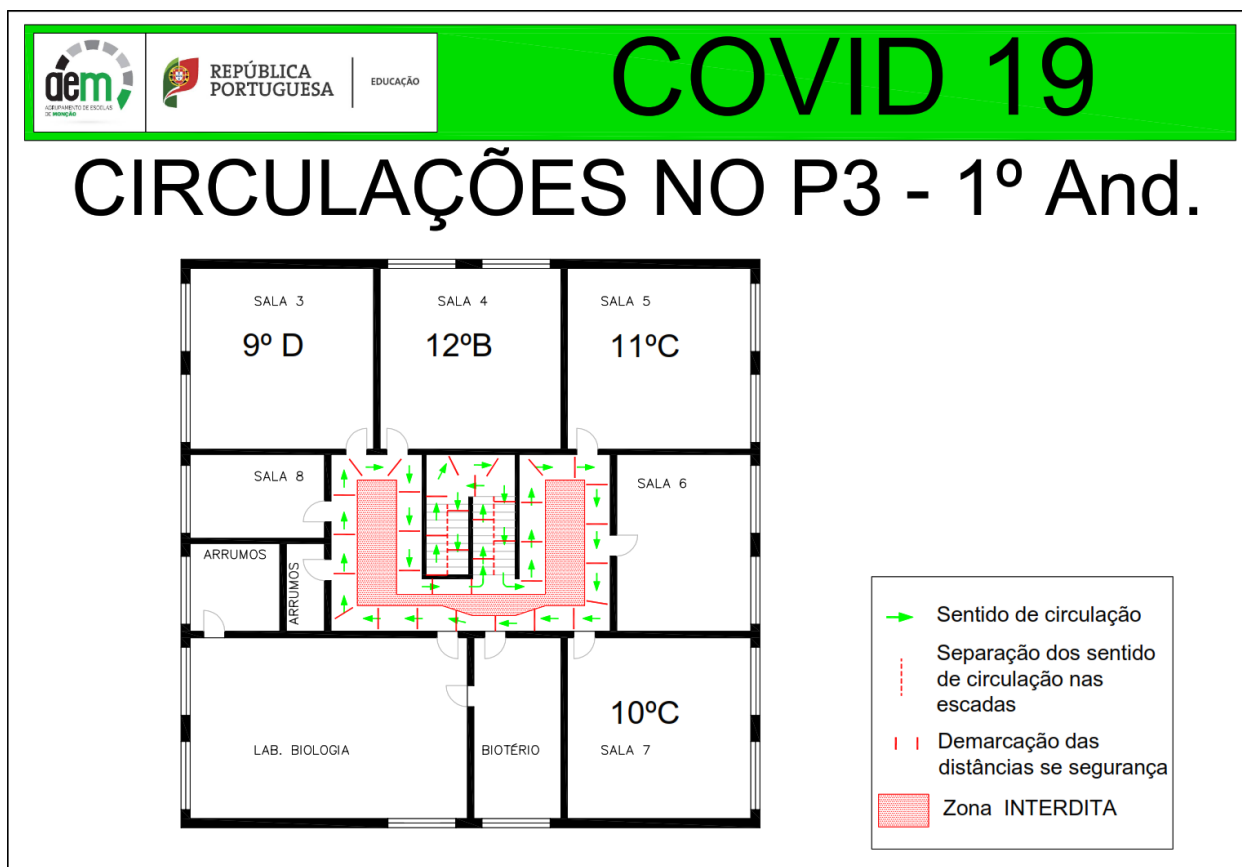 aem
AGRUPAMENTO DE ESCOLAS
DE MONÇÃO
REPÚBLICA
PORTUGUESA
EDUCAÇÃO
COVID 19
CIRCULAÇÕES NO P3 - 1º And.
SALA 3
9º D
SALA 4
12ºB
SALA 5
11ºC
SALA 8
SALA 6
ARRUMOS
ARRUMOS
10ºC
LAB. BIOLOGIA
BIOTÉRIO
SALA 7
Sentido de circulação
Separação dos sentido
de circulação nas
escadas
Demarcação das
distâncias se segurança
Zona INTERDITA